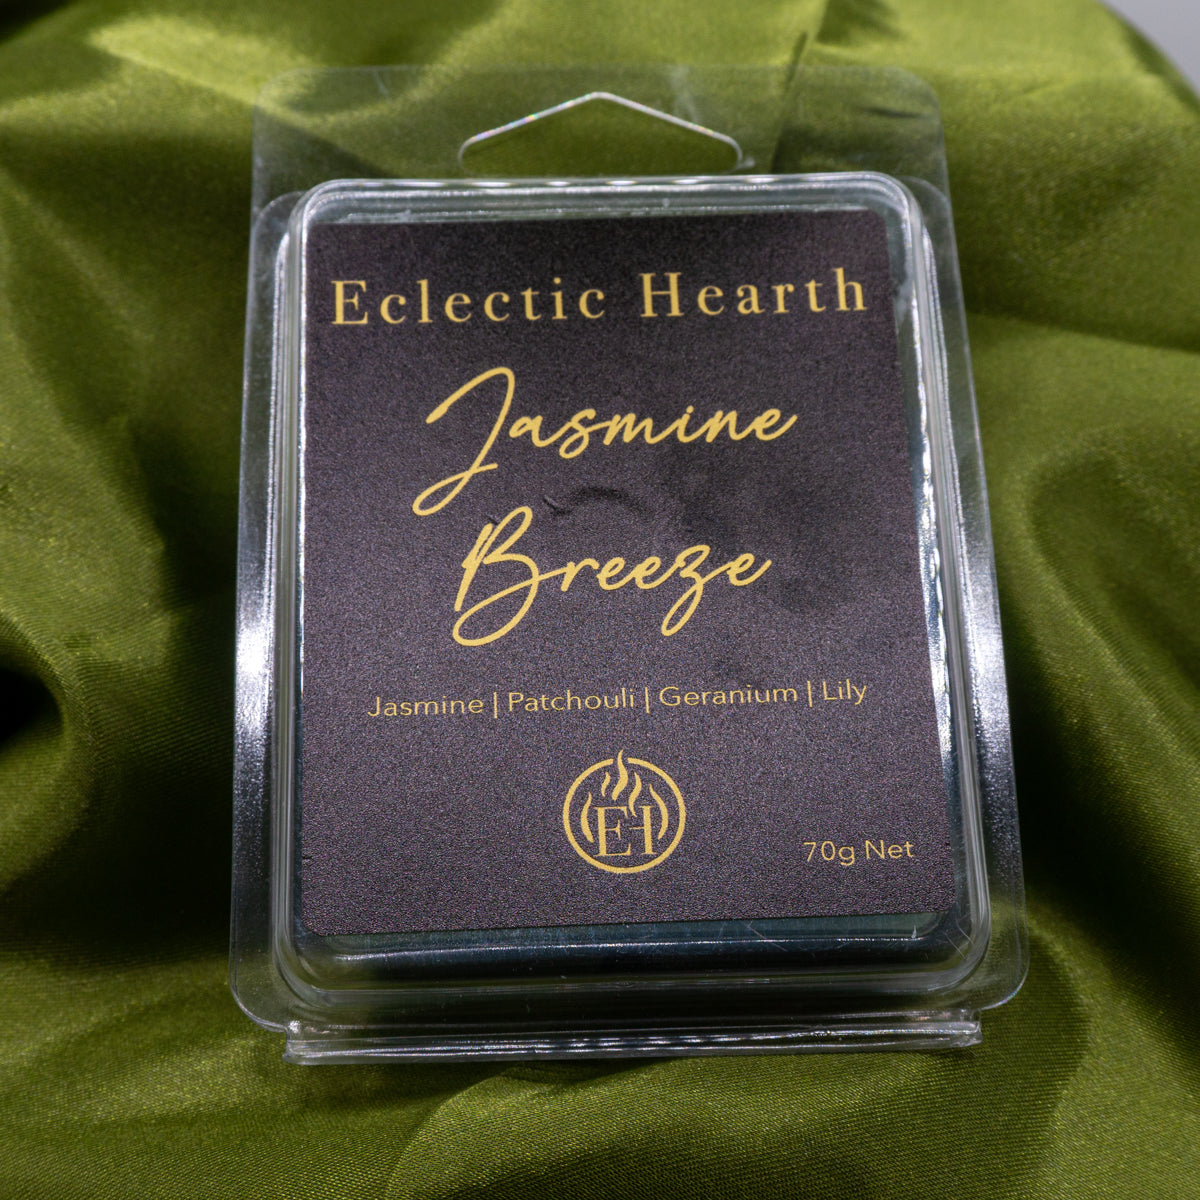 Eclectic Hearth
Jasmine
Breeze
Jasmine | Patchouli | Geranium | Lily
EH
70g Net